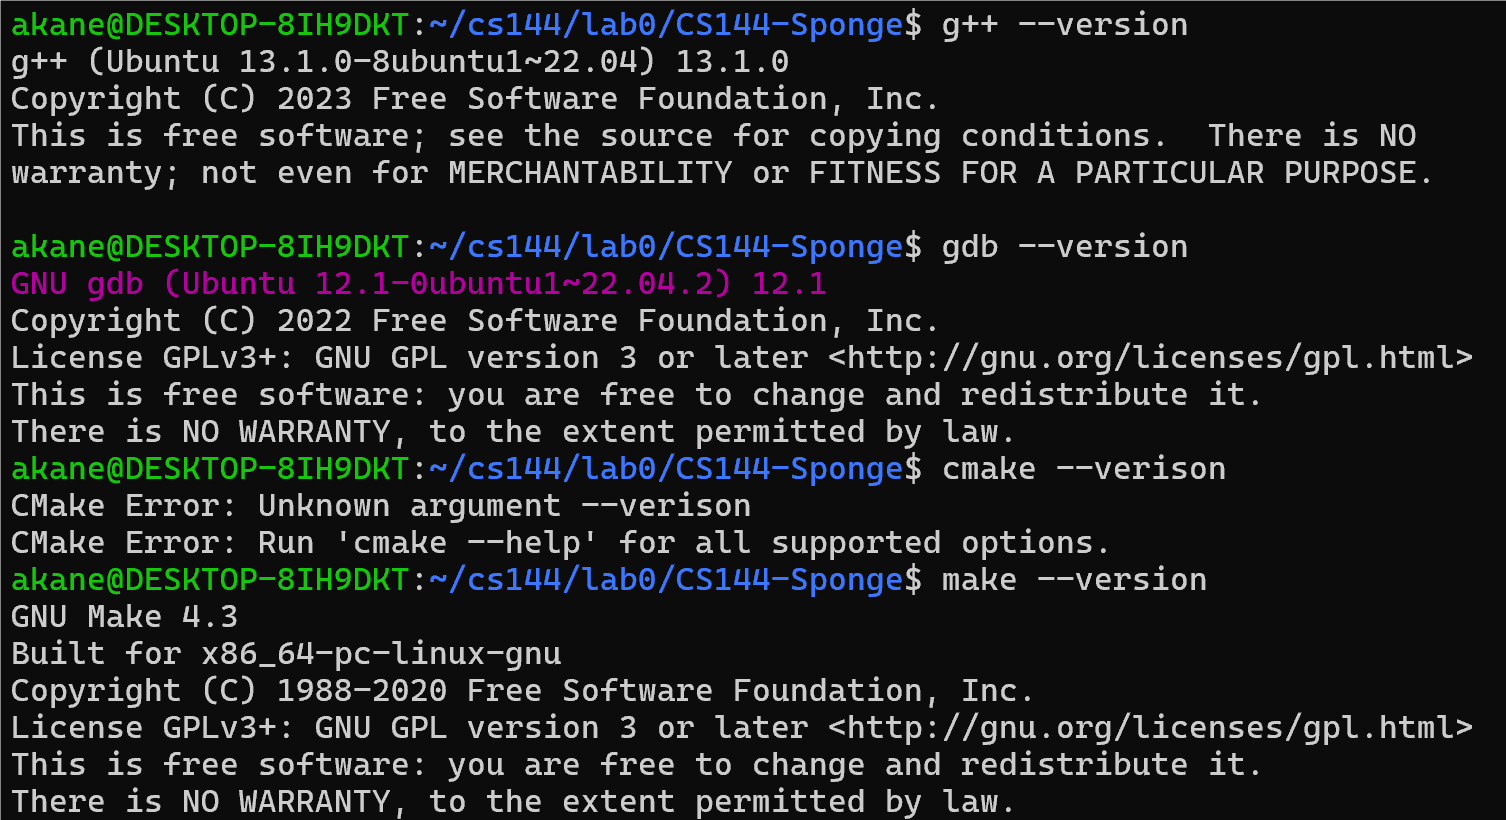 akane@DESKTOP-8IH9DKT:~/cs144/lab0/CS144-Sponge$ g++ --version
g++ (Ubuntu 13.1.0-8ubuntu1~22.04) 13.1.0
Copyright (C) 2023 Free Software Foundation, Inc.
This is free software; see the source for copying conditions.  There is NO
warranty; not even for MERCHANTABILITY or FITNESS FOR A PARTICULAR PURPOSE.

akane@DESKTOP-8IH9DKT:~/cs144/lab0/CS144-Sponge$ gdb --version
GNU gdb (Ubuntu 12.1-0ubuntu1~22.04.2) 12.1
Copyright (C) 2022 Free Software Foundation, Inc.
License GPLv3+: GNU GPL version 3 or later <http://gnu.org/licenses/gpl.html>
This is free software: you are free to change and redistribute it.
There is NO WARRANTY, to the extent permitted by law.
akane@DESKTOP-8IH9DKT:~/cs144/lab0/CS144-Sponge$ cmake --verison
CMake Error: Unknown argument --verison
CMake Error: Run 'cmake --help' for all supported options.
akane@DESKTOP-8IH9DKT:~/cs144/lab0/CS144-Sponge$ make --version
GNU Make 4.3
Built for x86_64-pc-linux-gnu
Copyright (C) 1988-2020 Free Software Foundation, Inc.
License GPLv3+: GNU GPL version 3 or later <http://gnu.org/licenses/gpl.html>
This is free software: you are free to change and redistribute it.
There is NO WARRANTY, to the extent permitted by law.